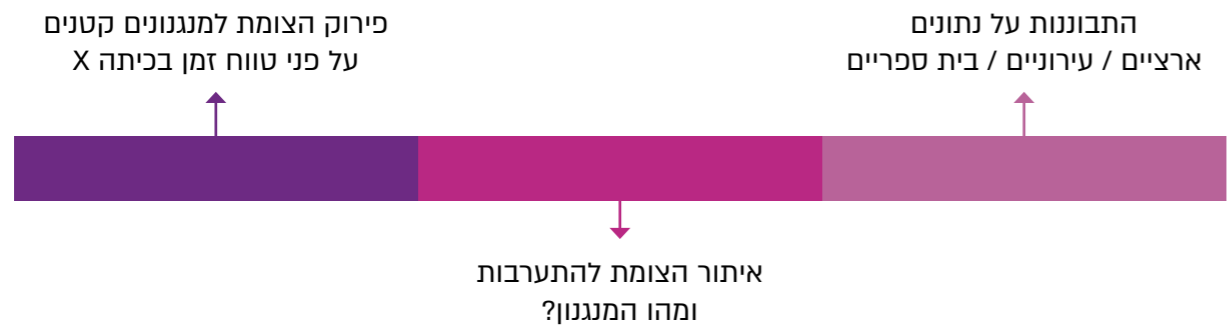 התבוננות על נתונים
ארציים / עירוניים / בית ספריים
איתור הצומת להתערבות
ומהו המנגנון?
פירוק הצומת למנגנונים קטנים
על פני טווח זמן בכיתה X